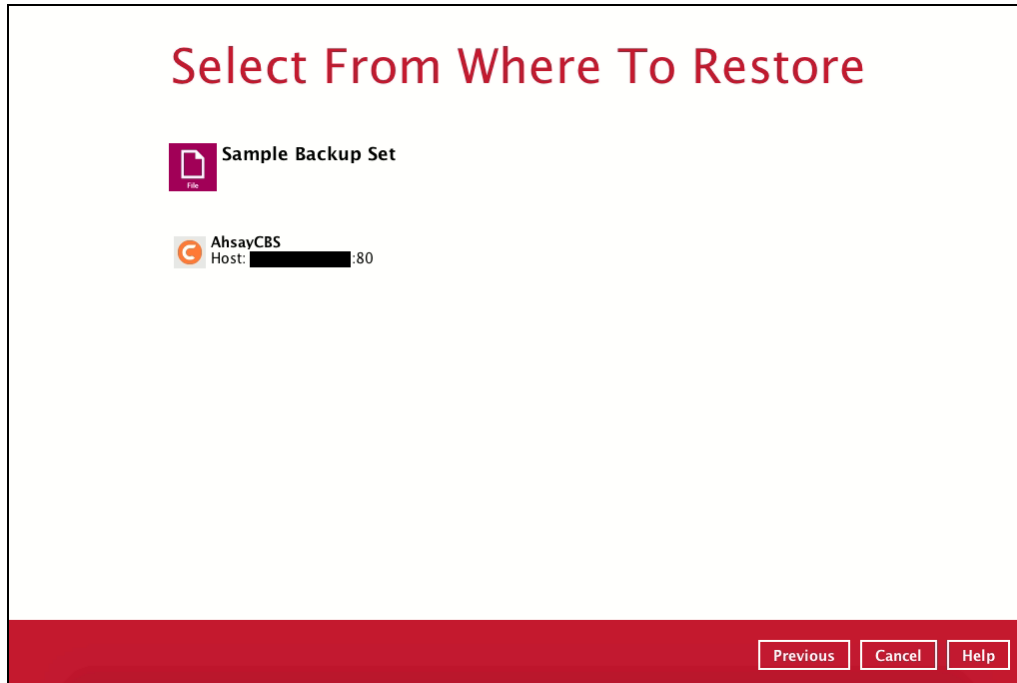 Select From Where To Restore
Sample Backup Set
File
AhsayCBS
Host: :80
Previous Cancel Help